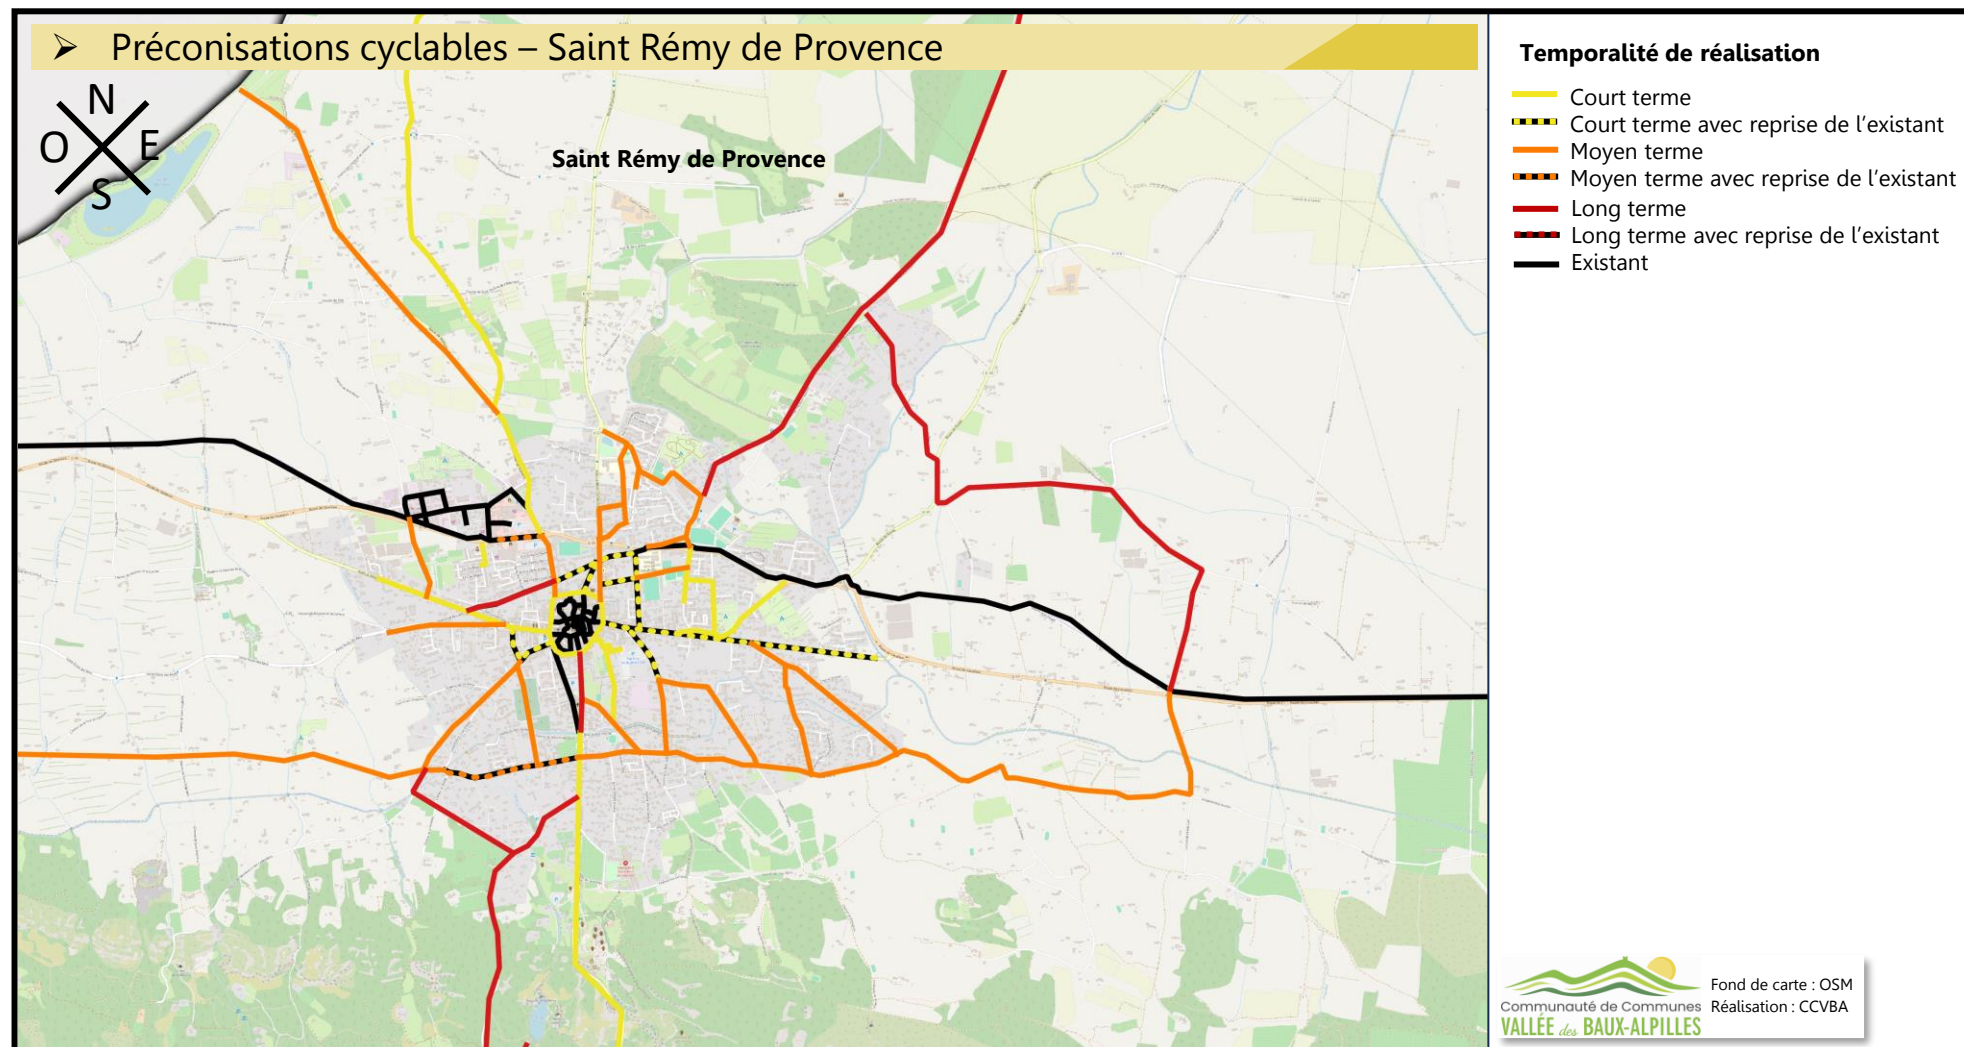 ➢ Préconisations cyclables – Saint Rémy de Provence
N
O
E
S
Saint Rémy de Provence
Temporalité de réalisation
Court terme
Court terme avec reprise de l’existant
Moyen terme
Moyen terme avec reprise de l’existant
Long terme
Long terme avec reprise de l’existant
Existant
Communauté de Communes
VALLÉE des BAUX-ALPILLES
Fond de carte : OSM
Réalisation : CCVBA